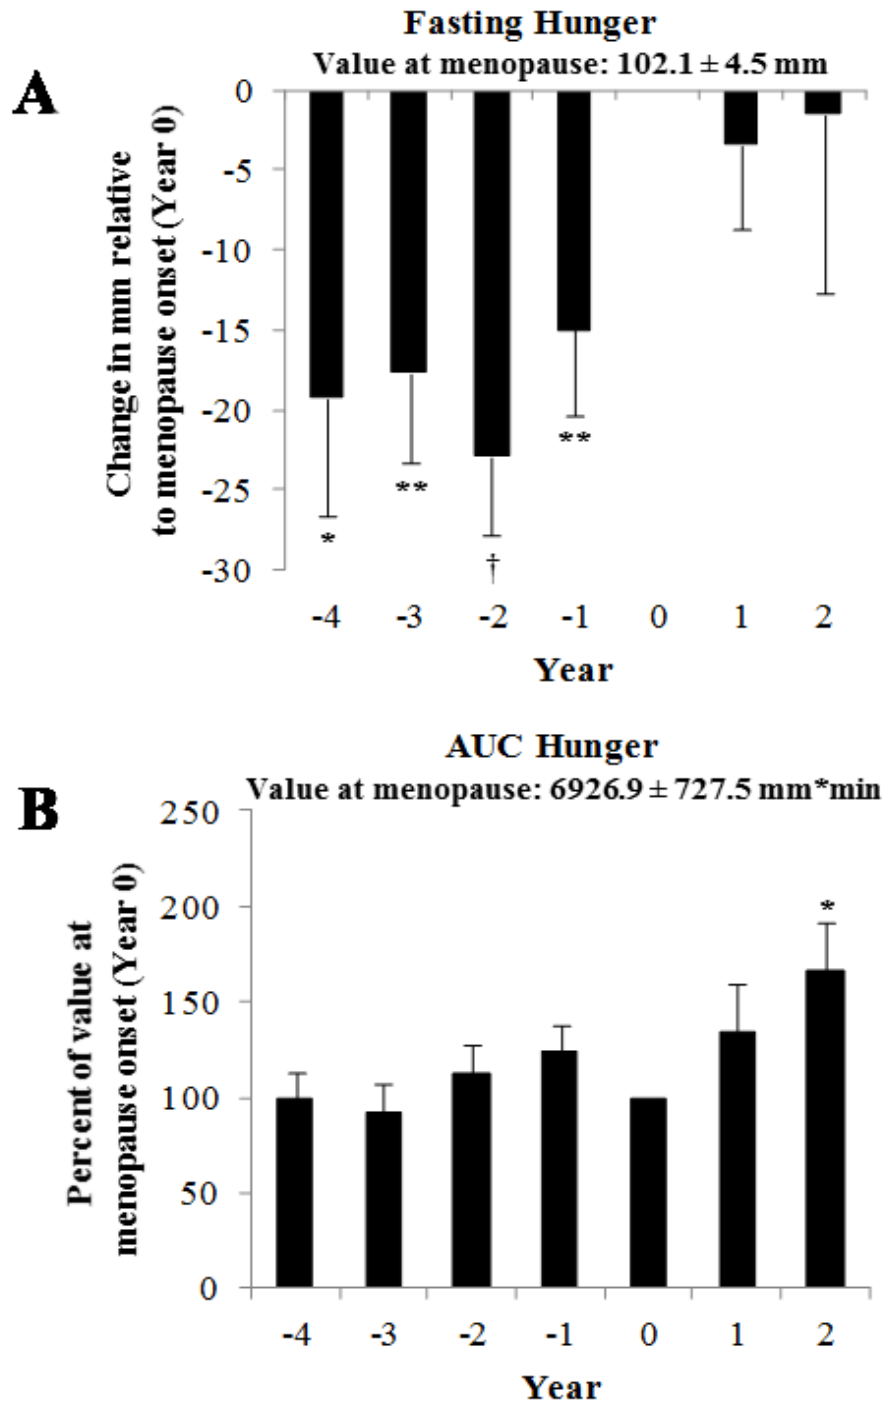 Fasting Hunger
Value at menopause: 102.1 ± 4.5 mm
A
Change in mm relative
to menopause onset (Year 0)
0
-5
-10
-15
-20
-25
-30
*
**
†
**
-4 -3 -2 -1 0 1 2
Year
AUC Hunger
Value at menopause: 6926.9 ± 727.5 mm*min
B
Percent of value at
menopause onset (Year 0)
250
200
150
100
50
0
*
-4 -3 -2 -1 0 1 2
Year